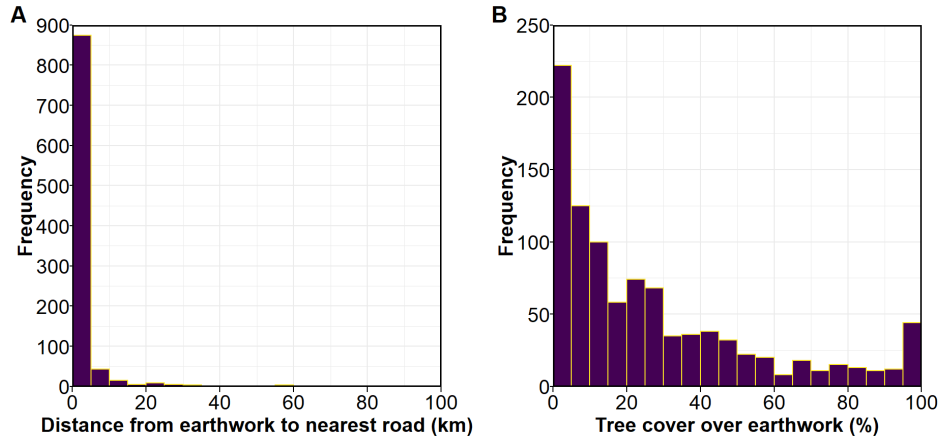 A
Frequency
900
800
700
600
500
400
300
200
100
0
0 20 40 60 80 100
Distance from earthwork to nearest road (km)
B
Frequency
250
200
150
100
50
0
0 20 40 60 80 100
Tree cover over earthwork (%)